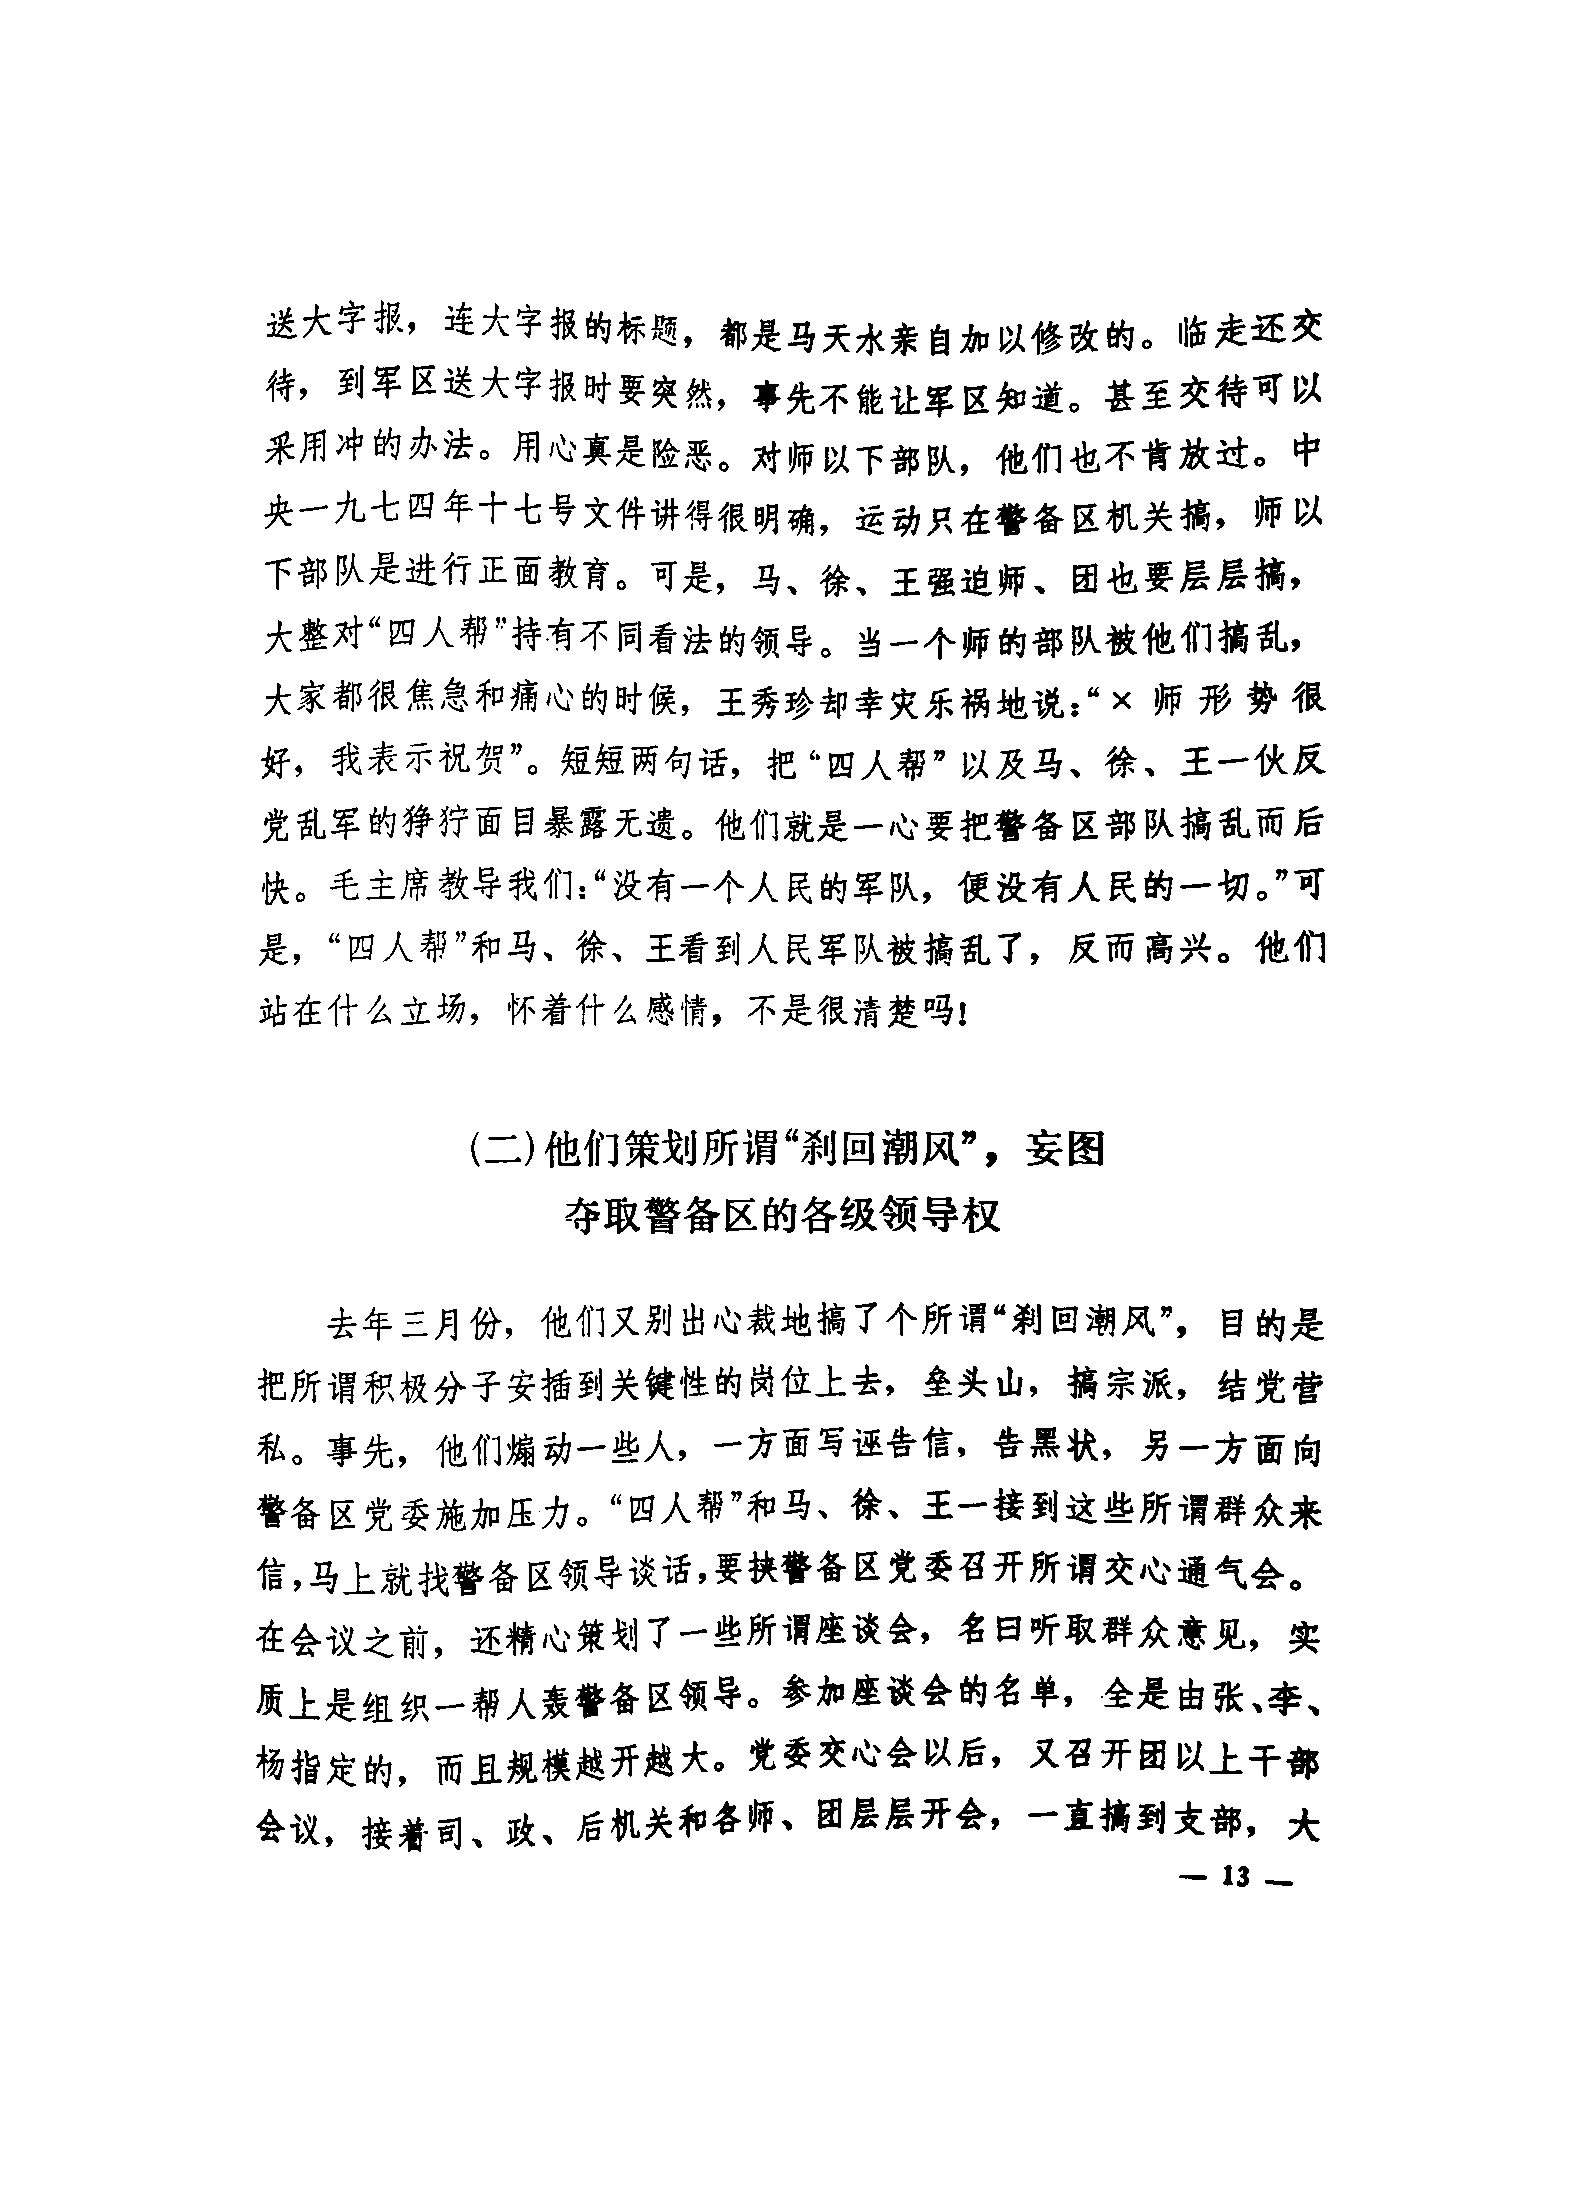 送大字报，连大字报的标题，都是马天水亲自加以修改的。临走还交
待，到军区送大字报时要突然，事先不能让军区知道。甚至交待可以
采用冲的办法。用心真是险恶。对师以下部队，他们也不肯放过。中
央一九七四年十七号文件讲得很明确，运动只在警备区机关搞，师以
下部队是进行正面教育。可是，马、徐、王强迫师、团也要层层搞，
大整对“四人帮”持有不同看法的领导。当一个师的部队被他们搞乱，
大家都很焦急和痛心的时候，王秀珍却幸灾乐祸地说：“×师形势很
好，我表示祝贺”。短短两句话，把“四人帮”以及马、徐、王一伙反
党乱军的狰狞面目暴露无遗。他们就是一心要把警备区部队搞乱而后
快。毛主席教导我们：“没有一个人民的军队，便没有人民的一切。”可
是，“四人帮”和马、徐、王看到人民军队被搞乱了，反而高兴。他们
站在什么立场，怀着什么感情，不是很清楚吗！
(二)他们策划所谓“刹回潮风”，妄图
夺取警备区的各级领导权
去年三月份，他们又别出心裁地搞了个所谓“刹回潮风”，目的是
把所谓积极分子安插到关键性的岗位上去，垒头山，搞宗派，结党营
私。事先，他们煽动一些人，一方面写诬告信，告黑状，另一方面向
警备区党委施加压力。“四人帮”和马、徐、王一接到这些所谓群众来
信，马上就找警备区领导谈话，要挟警备区党委召开所谓交心通气会。
在会议之前，还精心策划了一些所谓座谈会，名曰听取群众意见，实
质上是组织一帮人轰警备区领导。参加座谈会的名单，全是由张、李、
杨指定的，而且规模越开越大。党委交心会以后，又召开团以上干部
会议，接着司、政、后机关和各师、团层层开会，一直搞到支部，大
— 13 —